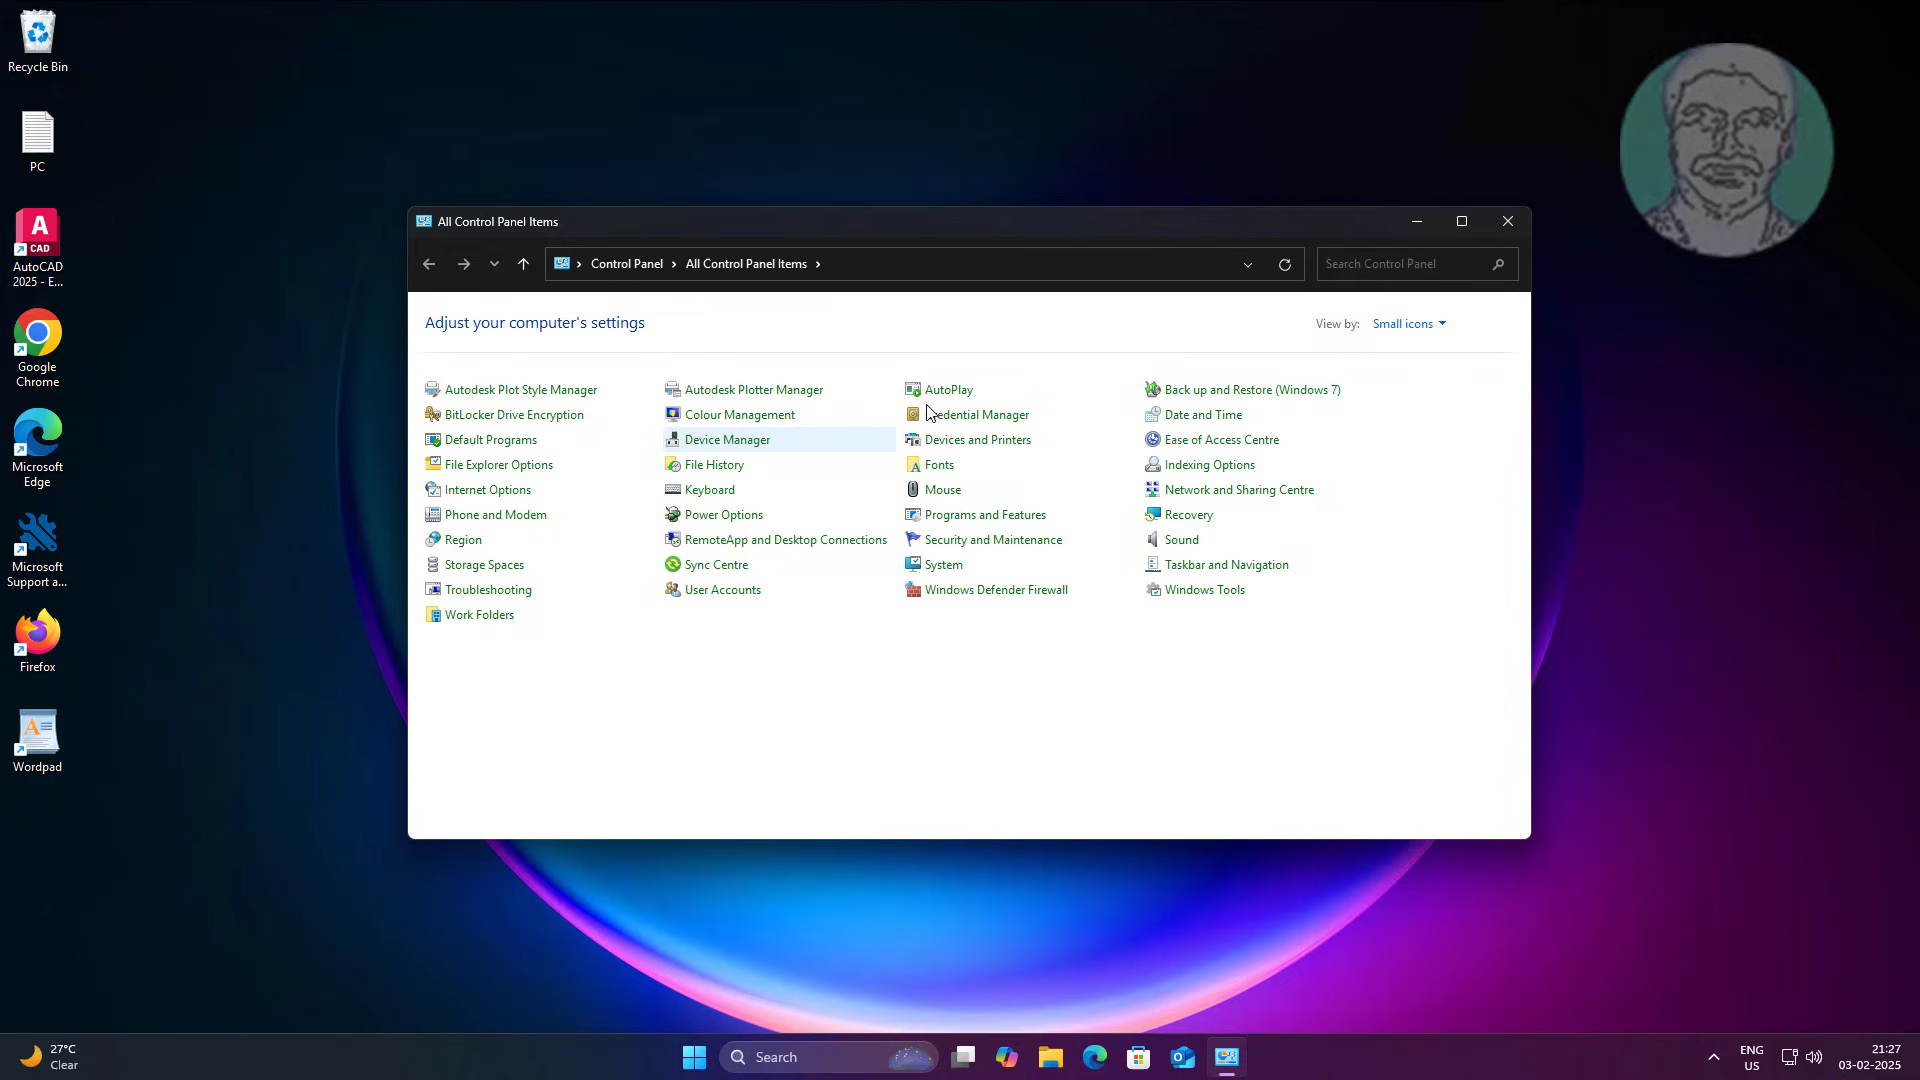 Recycle Bin
PC
A
CAD
AutoCAD
2025 - E...
Google
Chrome
Microsoft
Edge
Microsoft
Support a...
Firefox
Wordpad
All Control Panel Items
Control Panel > All Control Panel Items >
Search Control Panel
Adjust your computer's settings
View by: Small icons
Autodesk Plot Style Manager
Autodesk Plotter Manager
AutoPlay
Back up and Restore (Windows 7)
BitLocker Drive Encryption
Colour Management
Credential Manager
Date and Time
Default Programs
Device Manager
Devices and Printers
Ease of Access Centre
File Explorer Options
File History
Fonts
Indexing Options
Internet Options
Keyboard
Mouse
Network and Sharing Centre
Phone and Modem
Power Options
Programs and Features
Recovery
Region
RemoteApp and Desktop Connections
Security and Maintenance
Sound
Storage Spaces
Sync Centre
System
Taskbar and Navigation
Troubleshooting
User Accounts
Windows Defender Firewall
Windows Tools
Work Folders
27°C
Clear
Search
ENG
US
21:27
03-02-2025